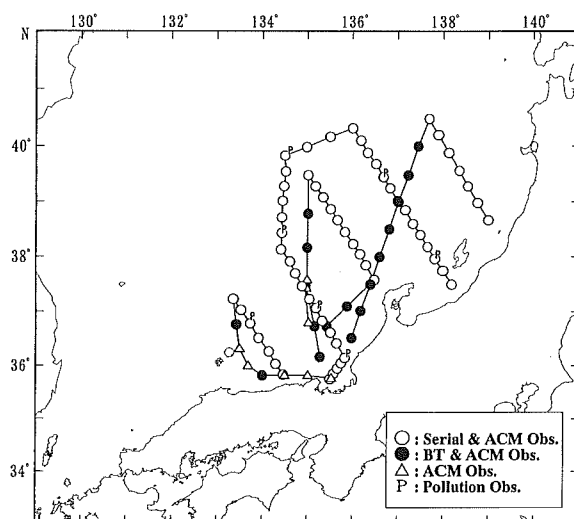 N 130° 132° 134° 136° 138° 140°
P
40°
P
P
38°
P
P
P
P
36°
34°
○ : Serial & ACM Obs.
● : BT & ACM Obs.
△ : ACM Obs.
P : Pollution Obs.